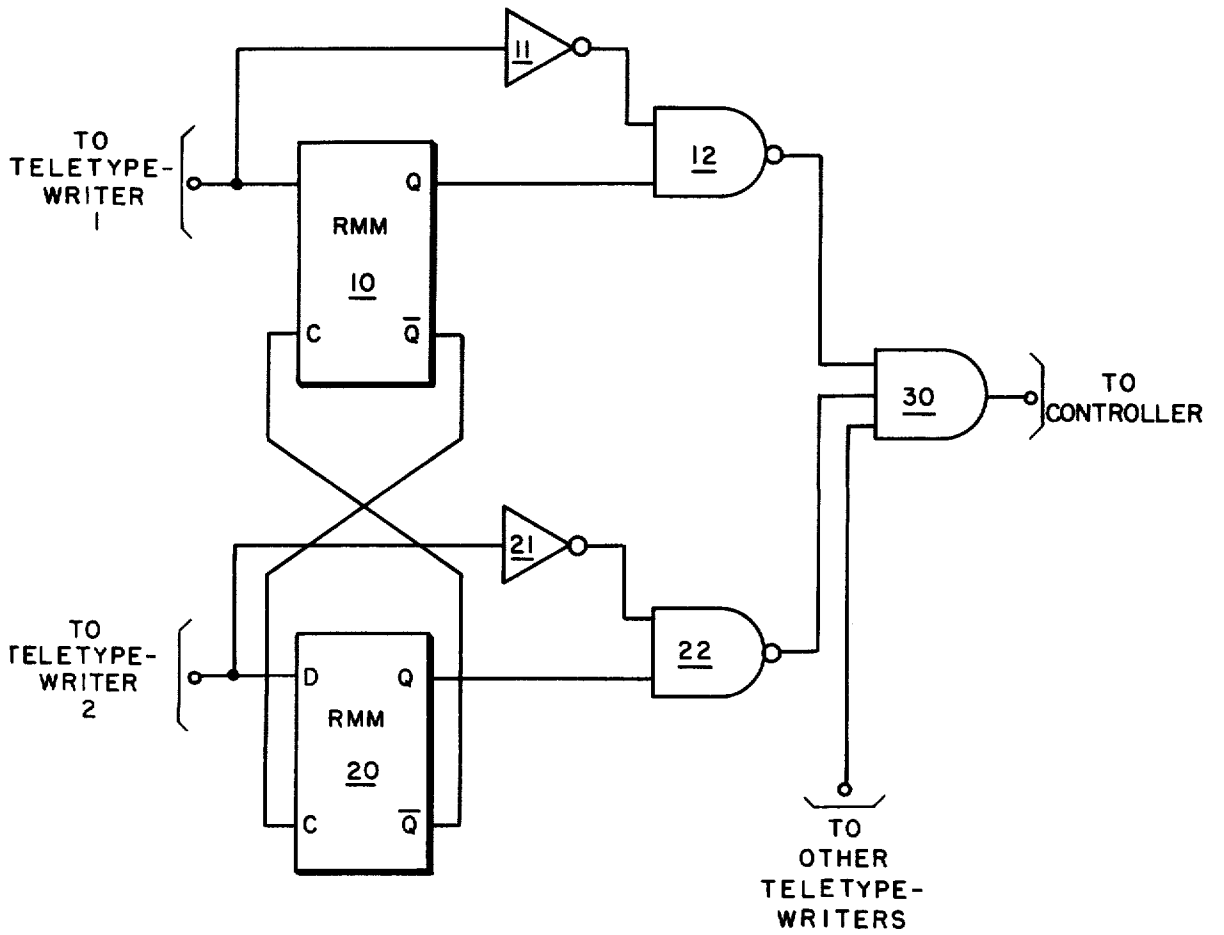 11
TO
TELETYPE-
WRITER
1
12
Q
RMM
10
C
Q̅
30
TO
CONTROLLER
21
TO
TELETYPE-
WRITER
2
22
D
Q
RMM
20
C
Q̅
TO
OTHER
TELETYPE-
WRITERS